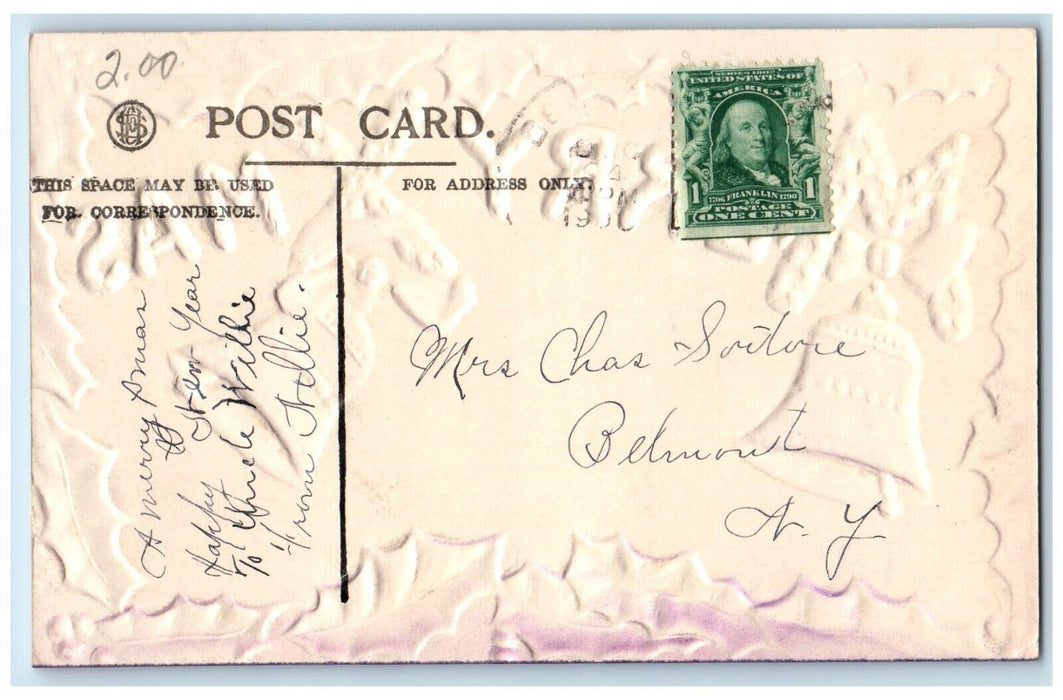 2.00
POST CARD.
THIS SPACE MAY BE USED
FOR CORRESPONDENCE.
FOR ADDRESS ONLY.
SERIES 1902
UNITED STATES OF
AMERICA
1 1
1706 FRANKLIN 1790
POSTAGE
ONE CENT
A merry Xmas
Happy New Year
To Uncle Willie
From
Mrs Chas
Belmont
N. Y